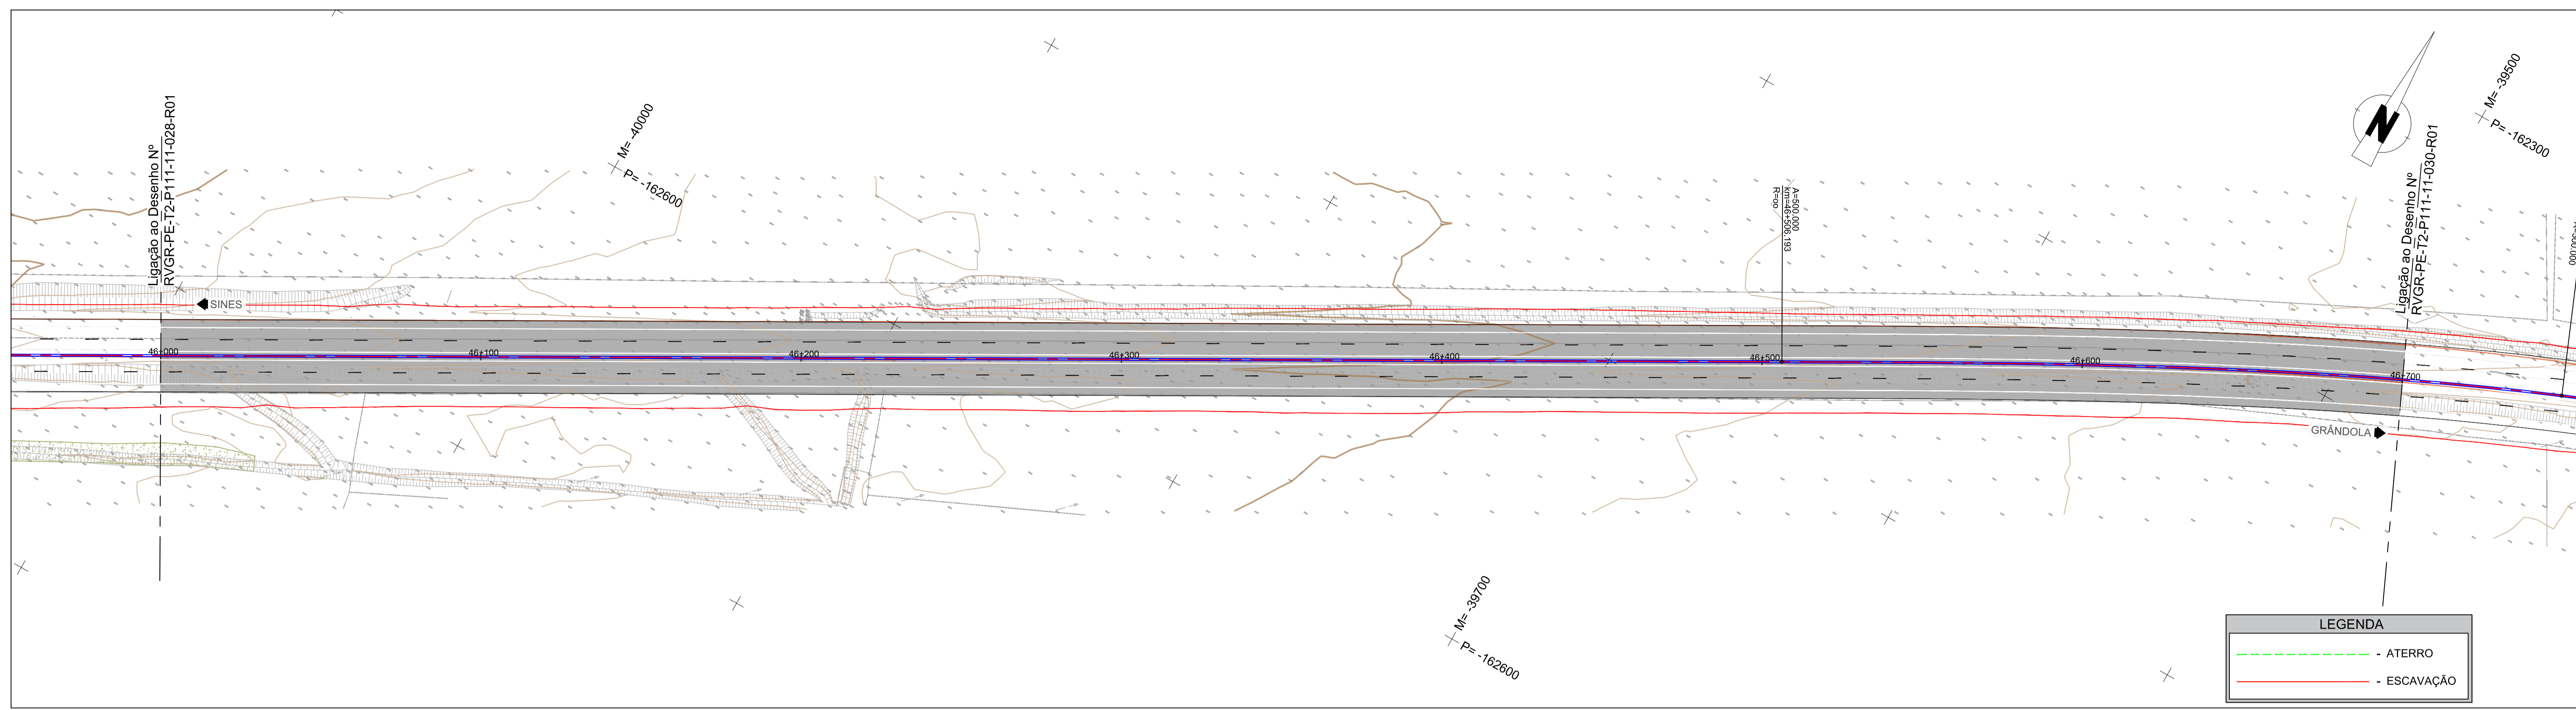 Ligação ao Desenho Nº
RVGR-PE-T2-P111-11-028-R01
M= -40000
P= -162600
A=500.000
km=46+506.193
R=oo
Ligação ao Desenho Nº
RVGR-PE-T2-P111-11-030-R01
N
M= -39500
P= -162300
SINES
46+000
46+100
46+200
46+300
46+400
46+500
46+600
46+700
GRÂNDOLA
M= -39700
P= -162600
LEGENDA
- ATERRO
- ESCAVAÇÃO